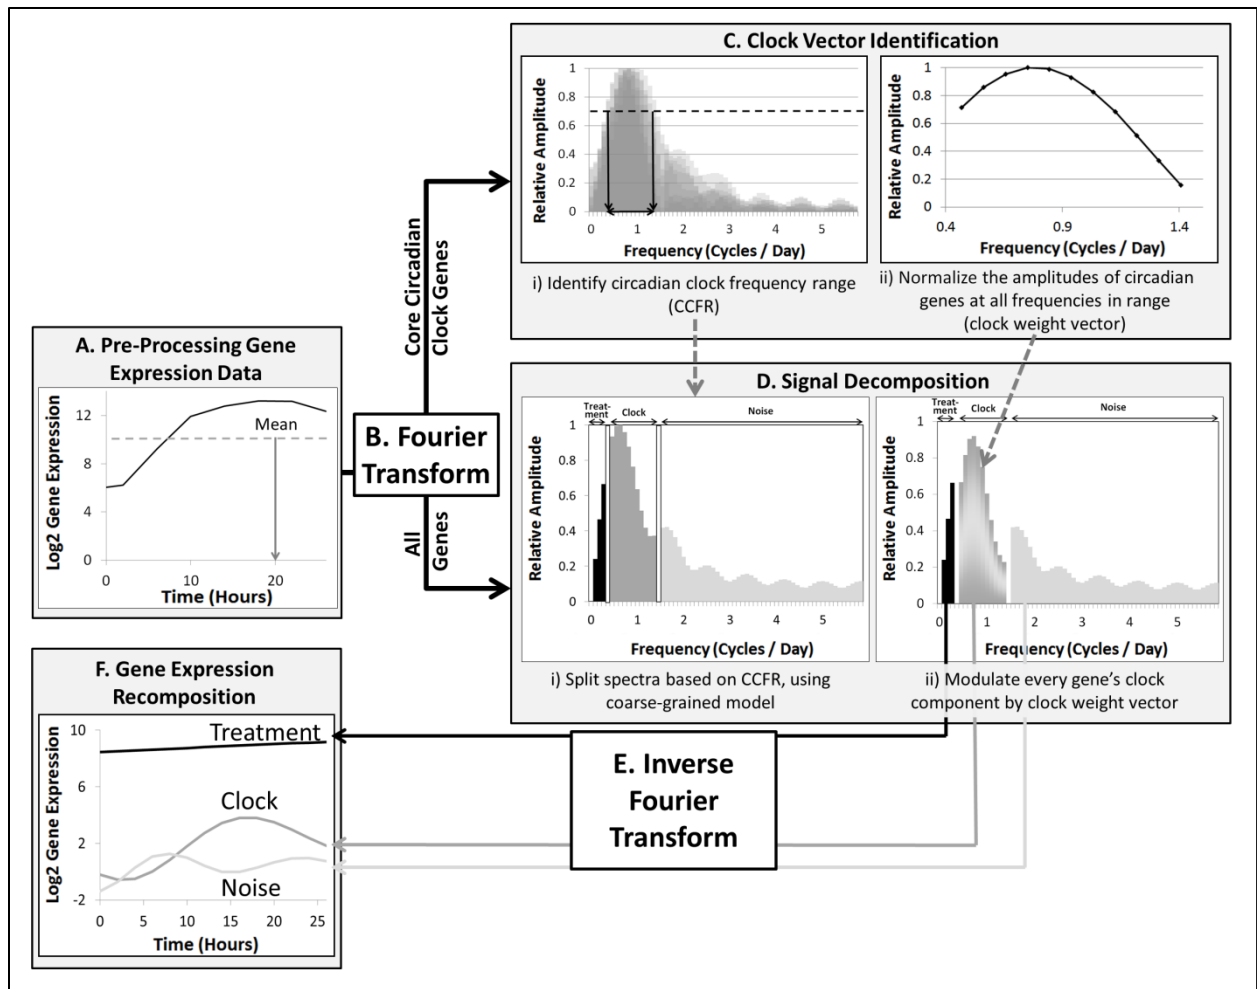 C. Clock Vector Identification
Relative Amplitude
1
0.8
0.6
0.4
0.2
0
0 1 2 3 4 5
Frequency (Cycles / Day)
i) Identify circadian clock frequency range
(CCFR)
Relative Amplitude
1
0.8
0.6
0.4
0.2
0
0.4 0.9 1.4
Frequency (Cycles / Day)
ii) Normalize the amplitudes of circadian
genes at all frequencies in range
(clock weight vector)
Core Circadian
Clock Genes
A. Pre-Processing Gene
Expression Data
Log2 Gene Expression
12
8
4
0
Mean
0 10 20
Time (Hours)
B. Fourier
Transform
All
Genes
D. Signal Decomposition
Treat-
ment
Clock
Noise
Relative Amplitude
1
0.8
0.6
0.4
0.2
0
0 1 2 3 4 5
Frequency (Cycles / Day)
i) Split spectra based on CCFR, using
coarse-grained model
Treat-
ment
Clock
Noise
Relative Amplitude
1
0.8
0.6
0.4
0.2
0
0 1 2 3 4 5
Frequency (Cycles / Day)
ii) Modulate every gene's clock
component by clock weight vector
E. Inverse
Fourier
Transform
F. Gene Expression
Recomposition
Log2 Gene Expression
10
6
2
-2
Treatment
Clock
Noise
0 5 10 15 20 25
Time (Hours)